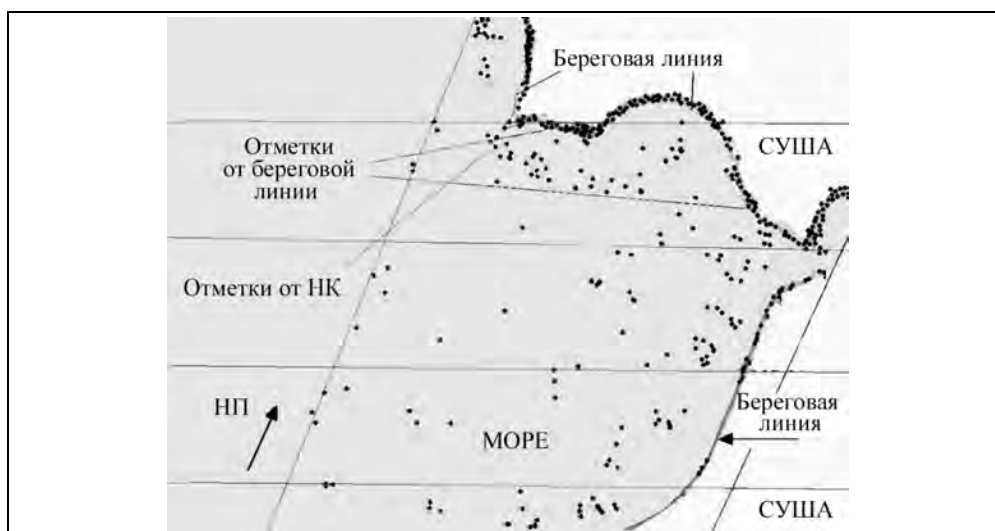 Береговая линия
СУША
Отметки
от береговой
линии
Отметки от НК
НП
МОРЕ
Береговая
линия
СУША